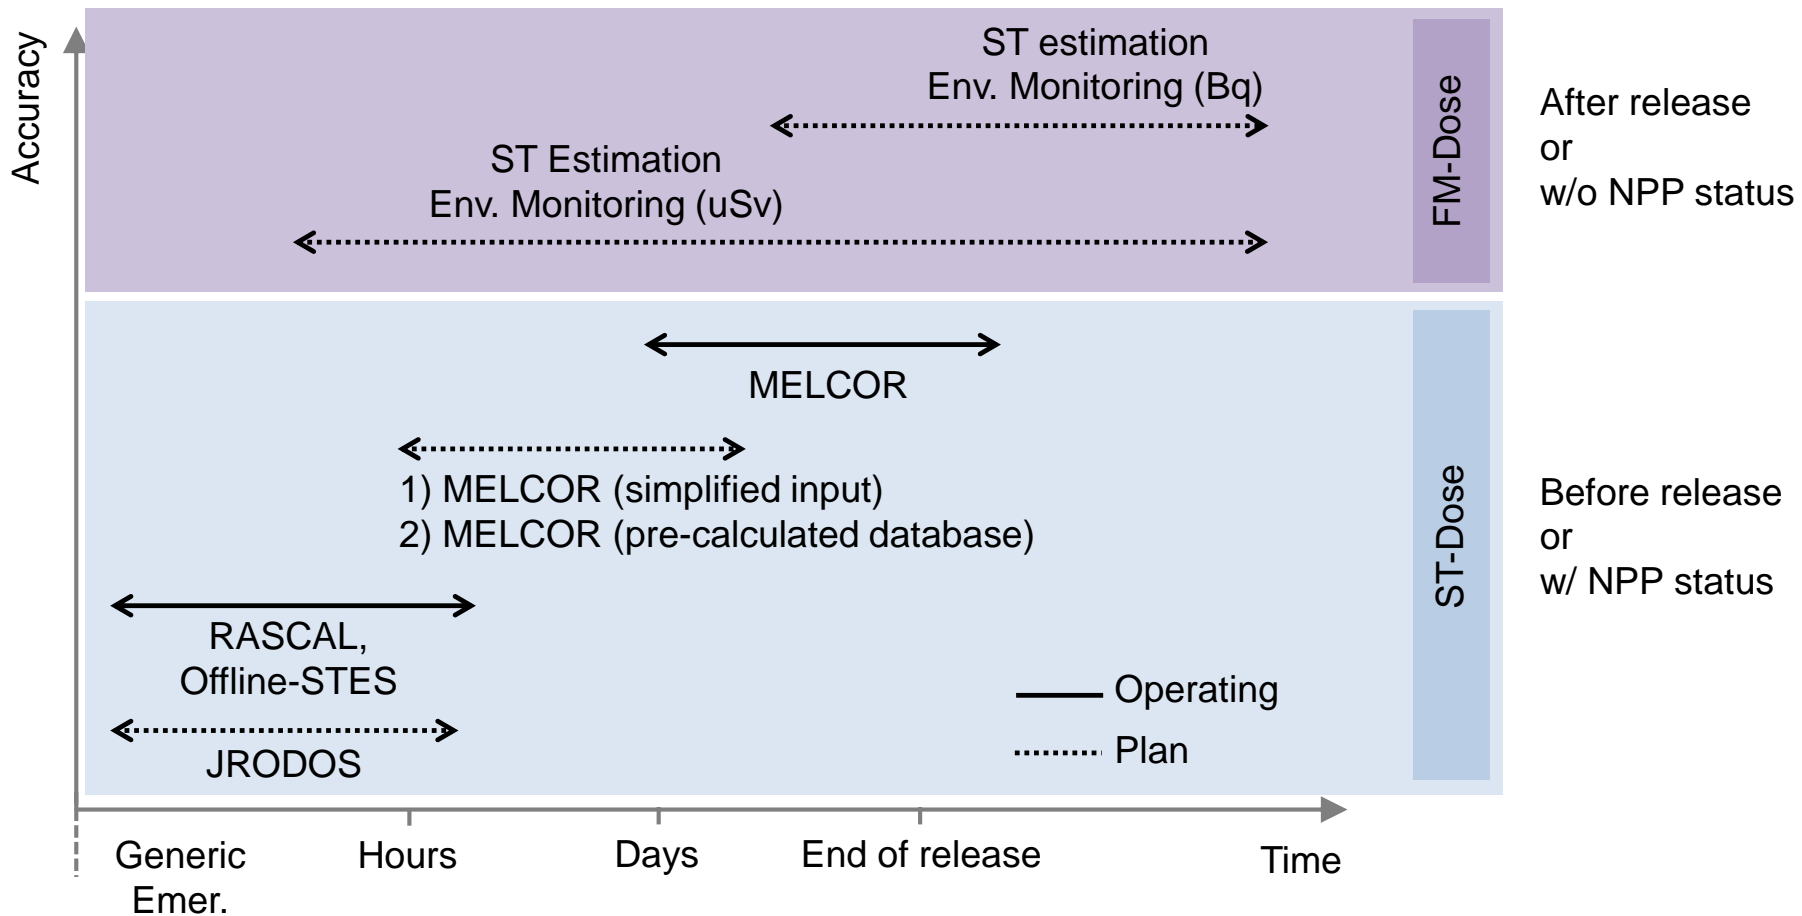 Accuracy
ST estimation
Env. Monitoring (Bq)
ST Estimation
Env. Monitoring (uSv)
FM-Dose
After release
or
w/o NPP status
MELCOR
1) MELCOR (simplified input)
2) MELCOR (pre-calculated database)
RASCAL,
Offline-STES
JRODOS
Operating
Plan
ST-Dose
Before release
or
w/ NPP status
Generic
Emer.
Hours
Days
End of release
Time